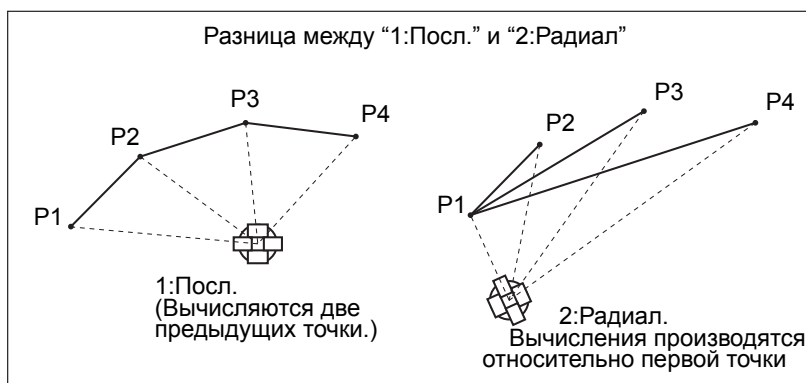 Разница между “1:Посл.” и “2:Радиал”
P1
P2
P3
P4
1:Посл.
(Вычисляются две
предыдущих точки.)
P1
P2
P3
P4
2:Радиал.
Вычисления производятся
относительно первой точки